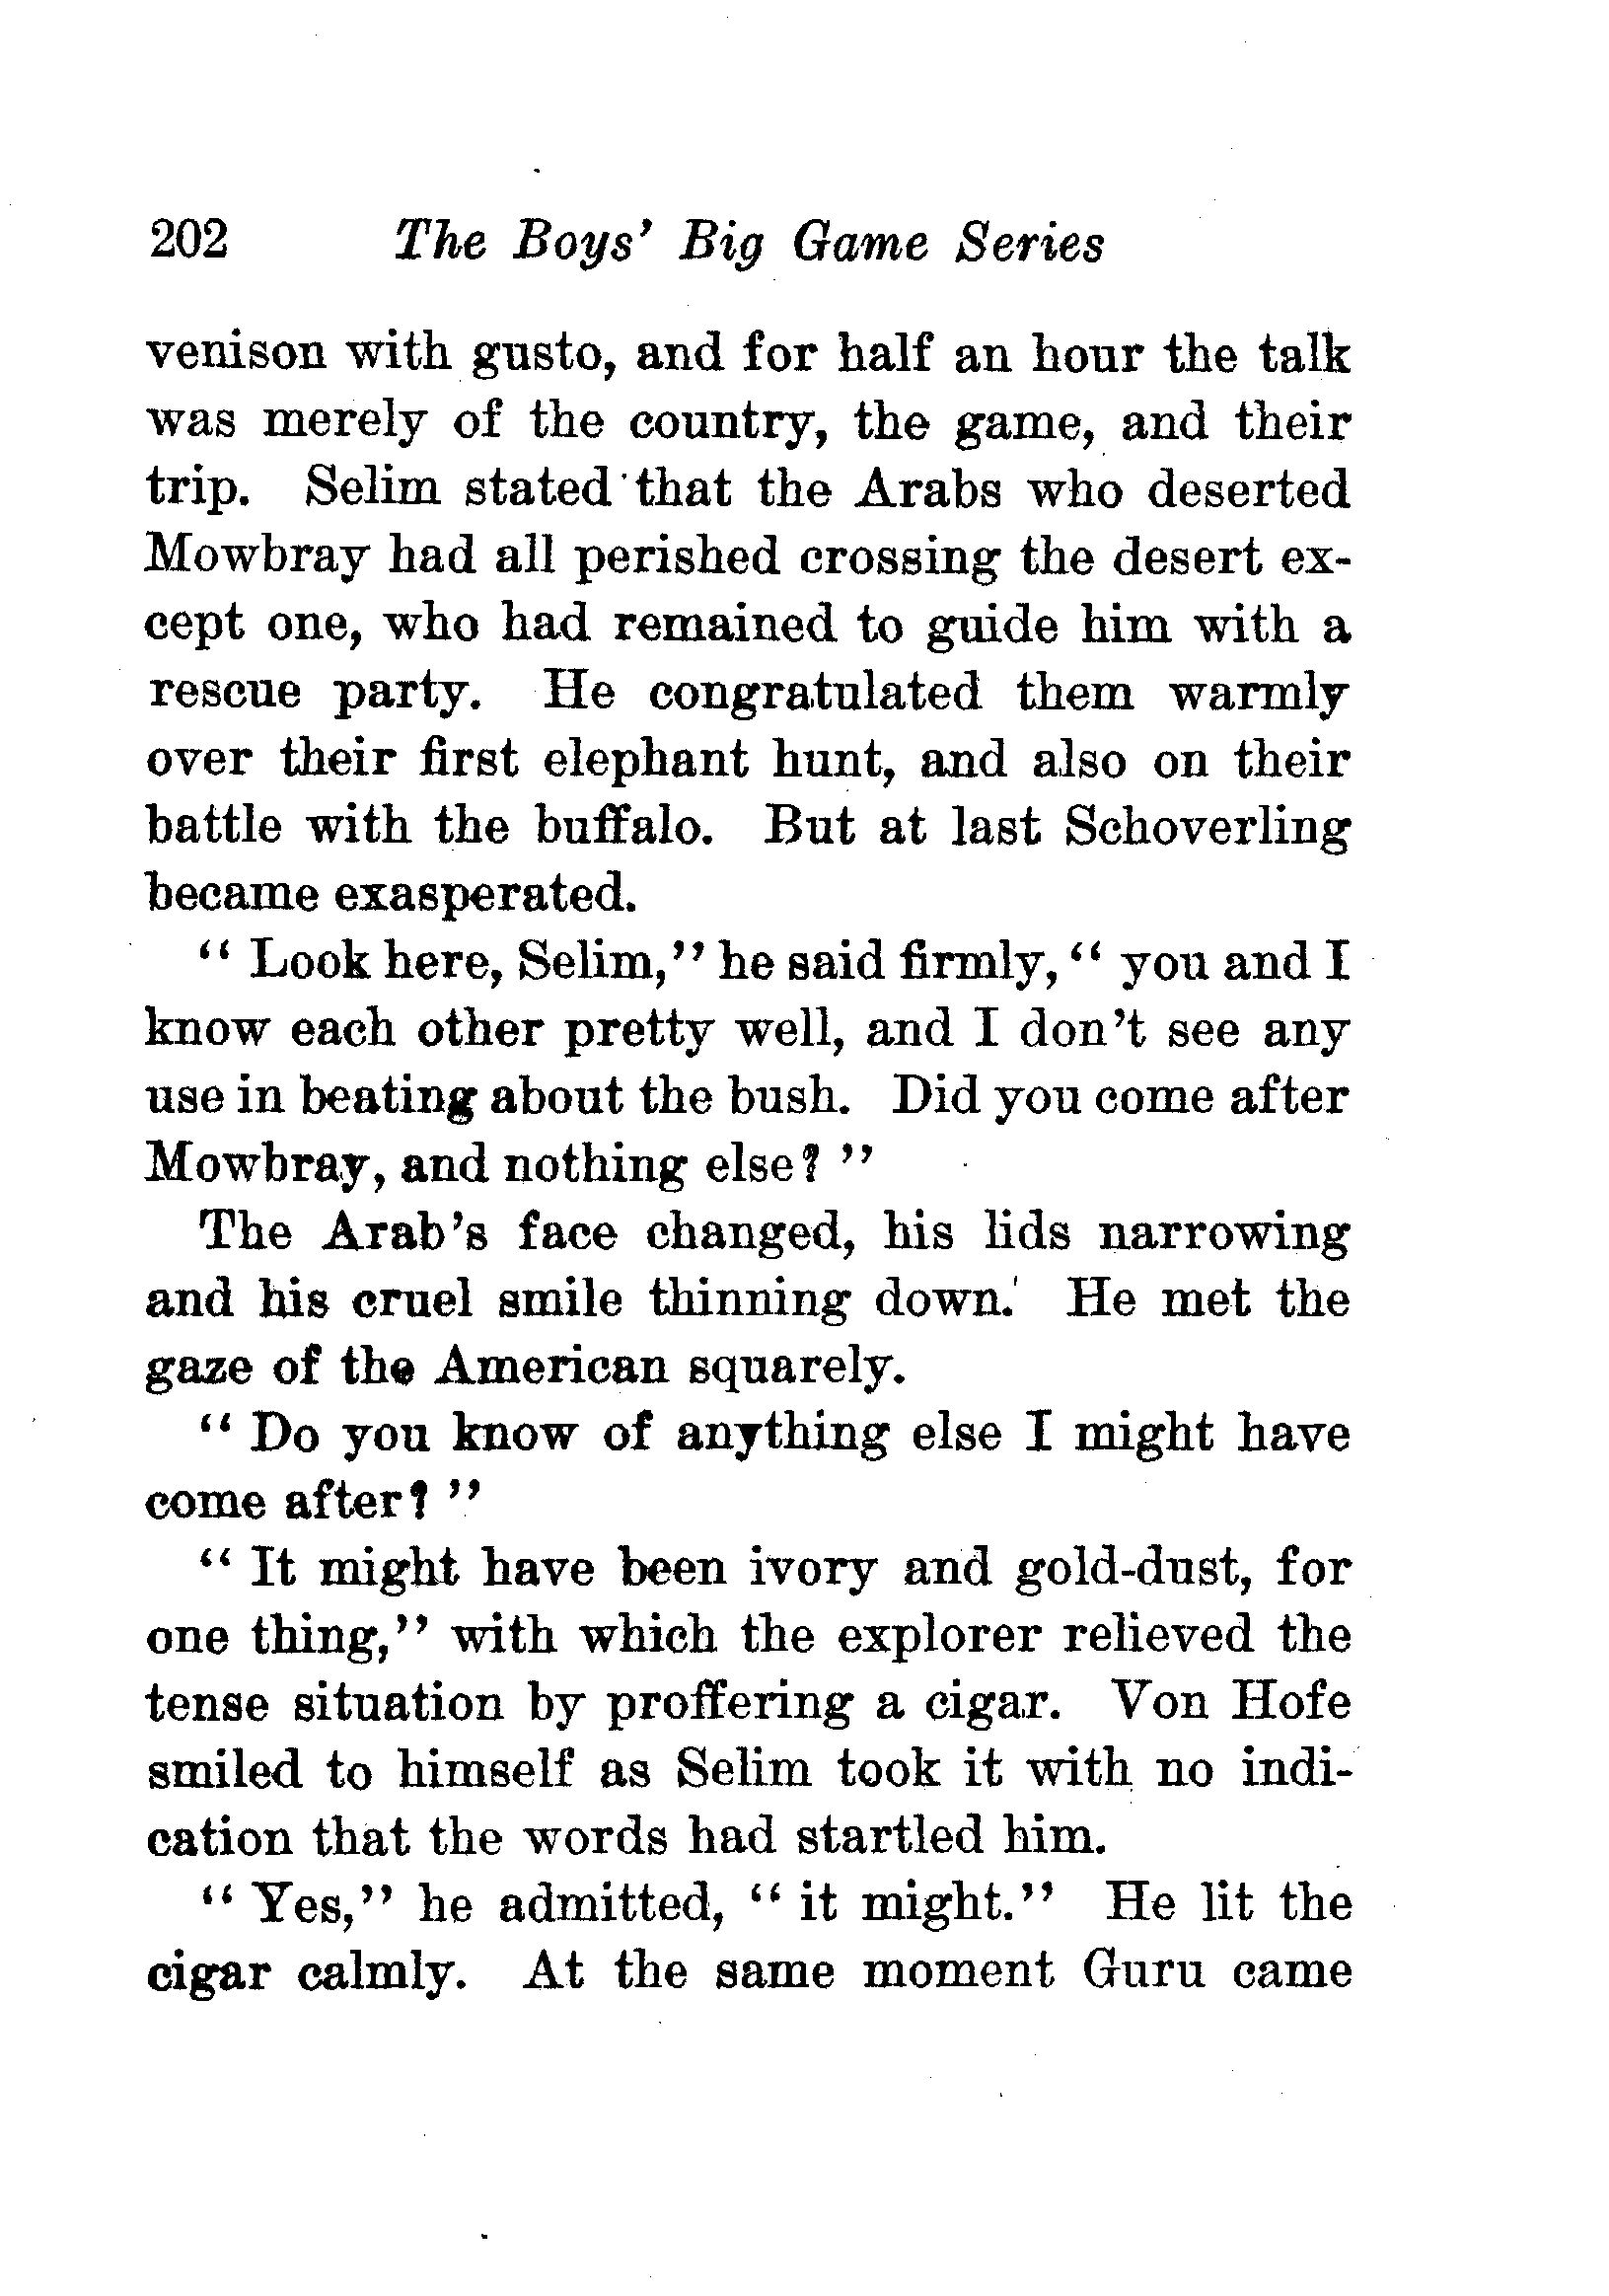 202 The Boys' Big Game Series
venison with gusto, and for half an hour the talk
was merely of the country, the game, and their
trip. Selim stated that the Arabs who deserted
Mowbray had all perished crossing the desert ex-
cept one, who had remained to guide him with a
rescue party. He congratulated them warmly
over their first elephant hunt, and also on their
battle with the buffalo. But at last Schoverling
became exasperated.
" Look here, Selim," he said firmly, " you and I
know each other pretty well, and I don't see any
use in beating about the bush. Did you come after
Mowbray, and nothing else? "
The Arab's face changed, his lids narrowing
and his cruel smile thinning down. He met the
gaze of the American squarely.
" Do you know of anything else I might have
come after? "
" It might have been ivory and gold-dust, for
one thing," with which the explorer relieved the
tense situation by proffering a cigar. Von Hofe
smiled to himself as Selim took it with no indi-
cation that the words had startled him.
" Yes," he admitted, " it might." He lit the
cigar calmly. At the same moment Guru came